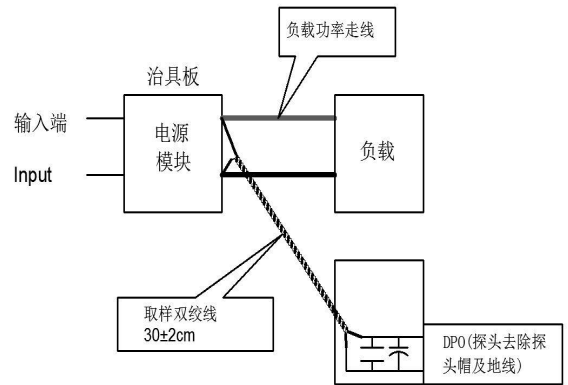 负载功率走线
治具板
输入端
电源
模块
负载
Input
取样双绞线
30±2cm
DPO(探头去除探
头帽及地线)